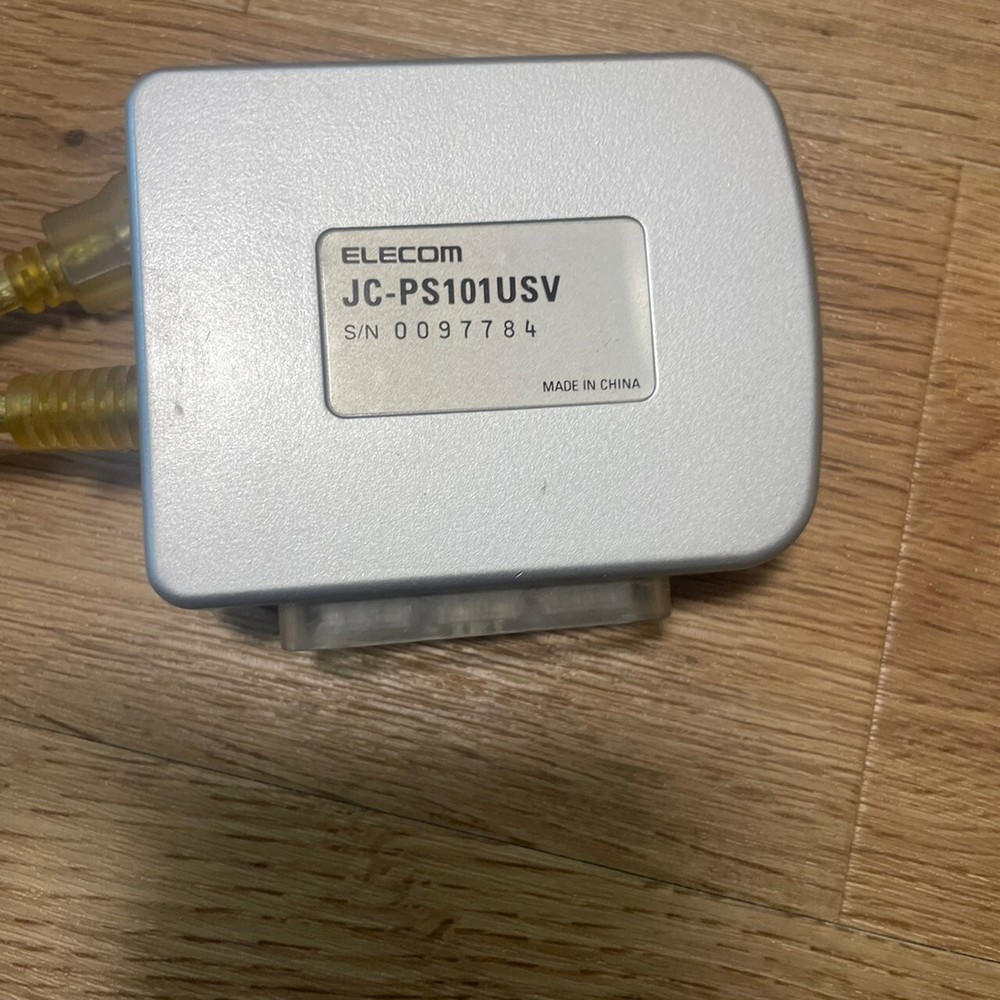 ELECOM
JC-PS101USV
S/N 0097784
MADE IN CHINA